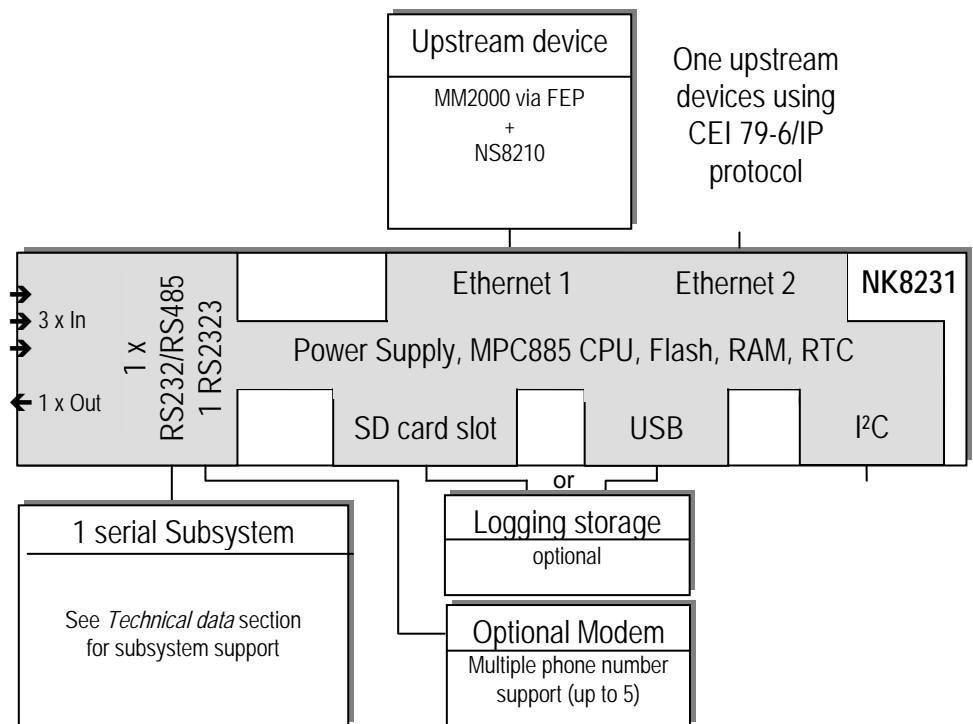 Upstream device
MM2000 via FEP
+
NS8210
One upstream
devices using
CEI 79-6/IP
protocol
3 x In
1 x Out
1 x
RS232/RS485
1 RS2323
Ethernet 1
Ethernet 2
NK8231
Power Supply, MPC885 CPU, Flash, RAM, RTC
SD card slot
USB
I²C
or
1 serial Subsystem
See Technical data section
for subsystem support
Logging storage
optional
Optional Modem
Multiple phone number
support (up to 5)